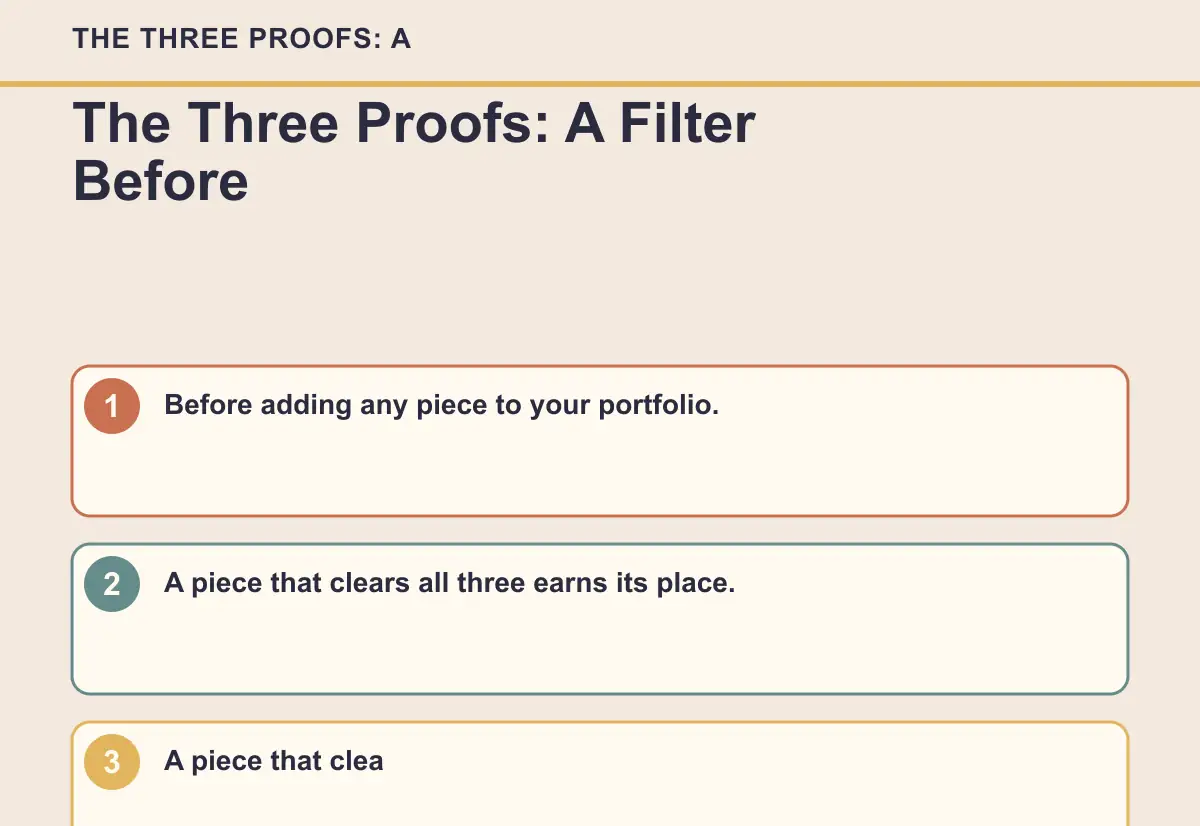 THE THREE PROOFS: A
The Three Proofs: A Filter
Before
1 Before adding any piece to your portfolio.
2 A piece that clears all three earns its place.
3 A piece that clea